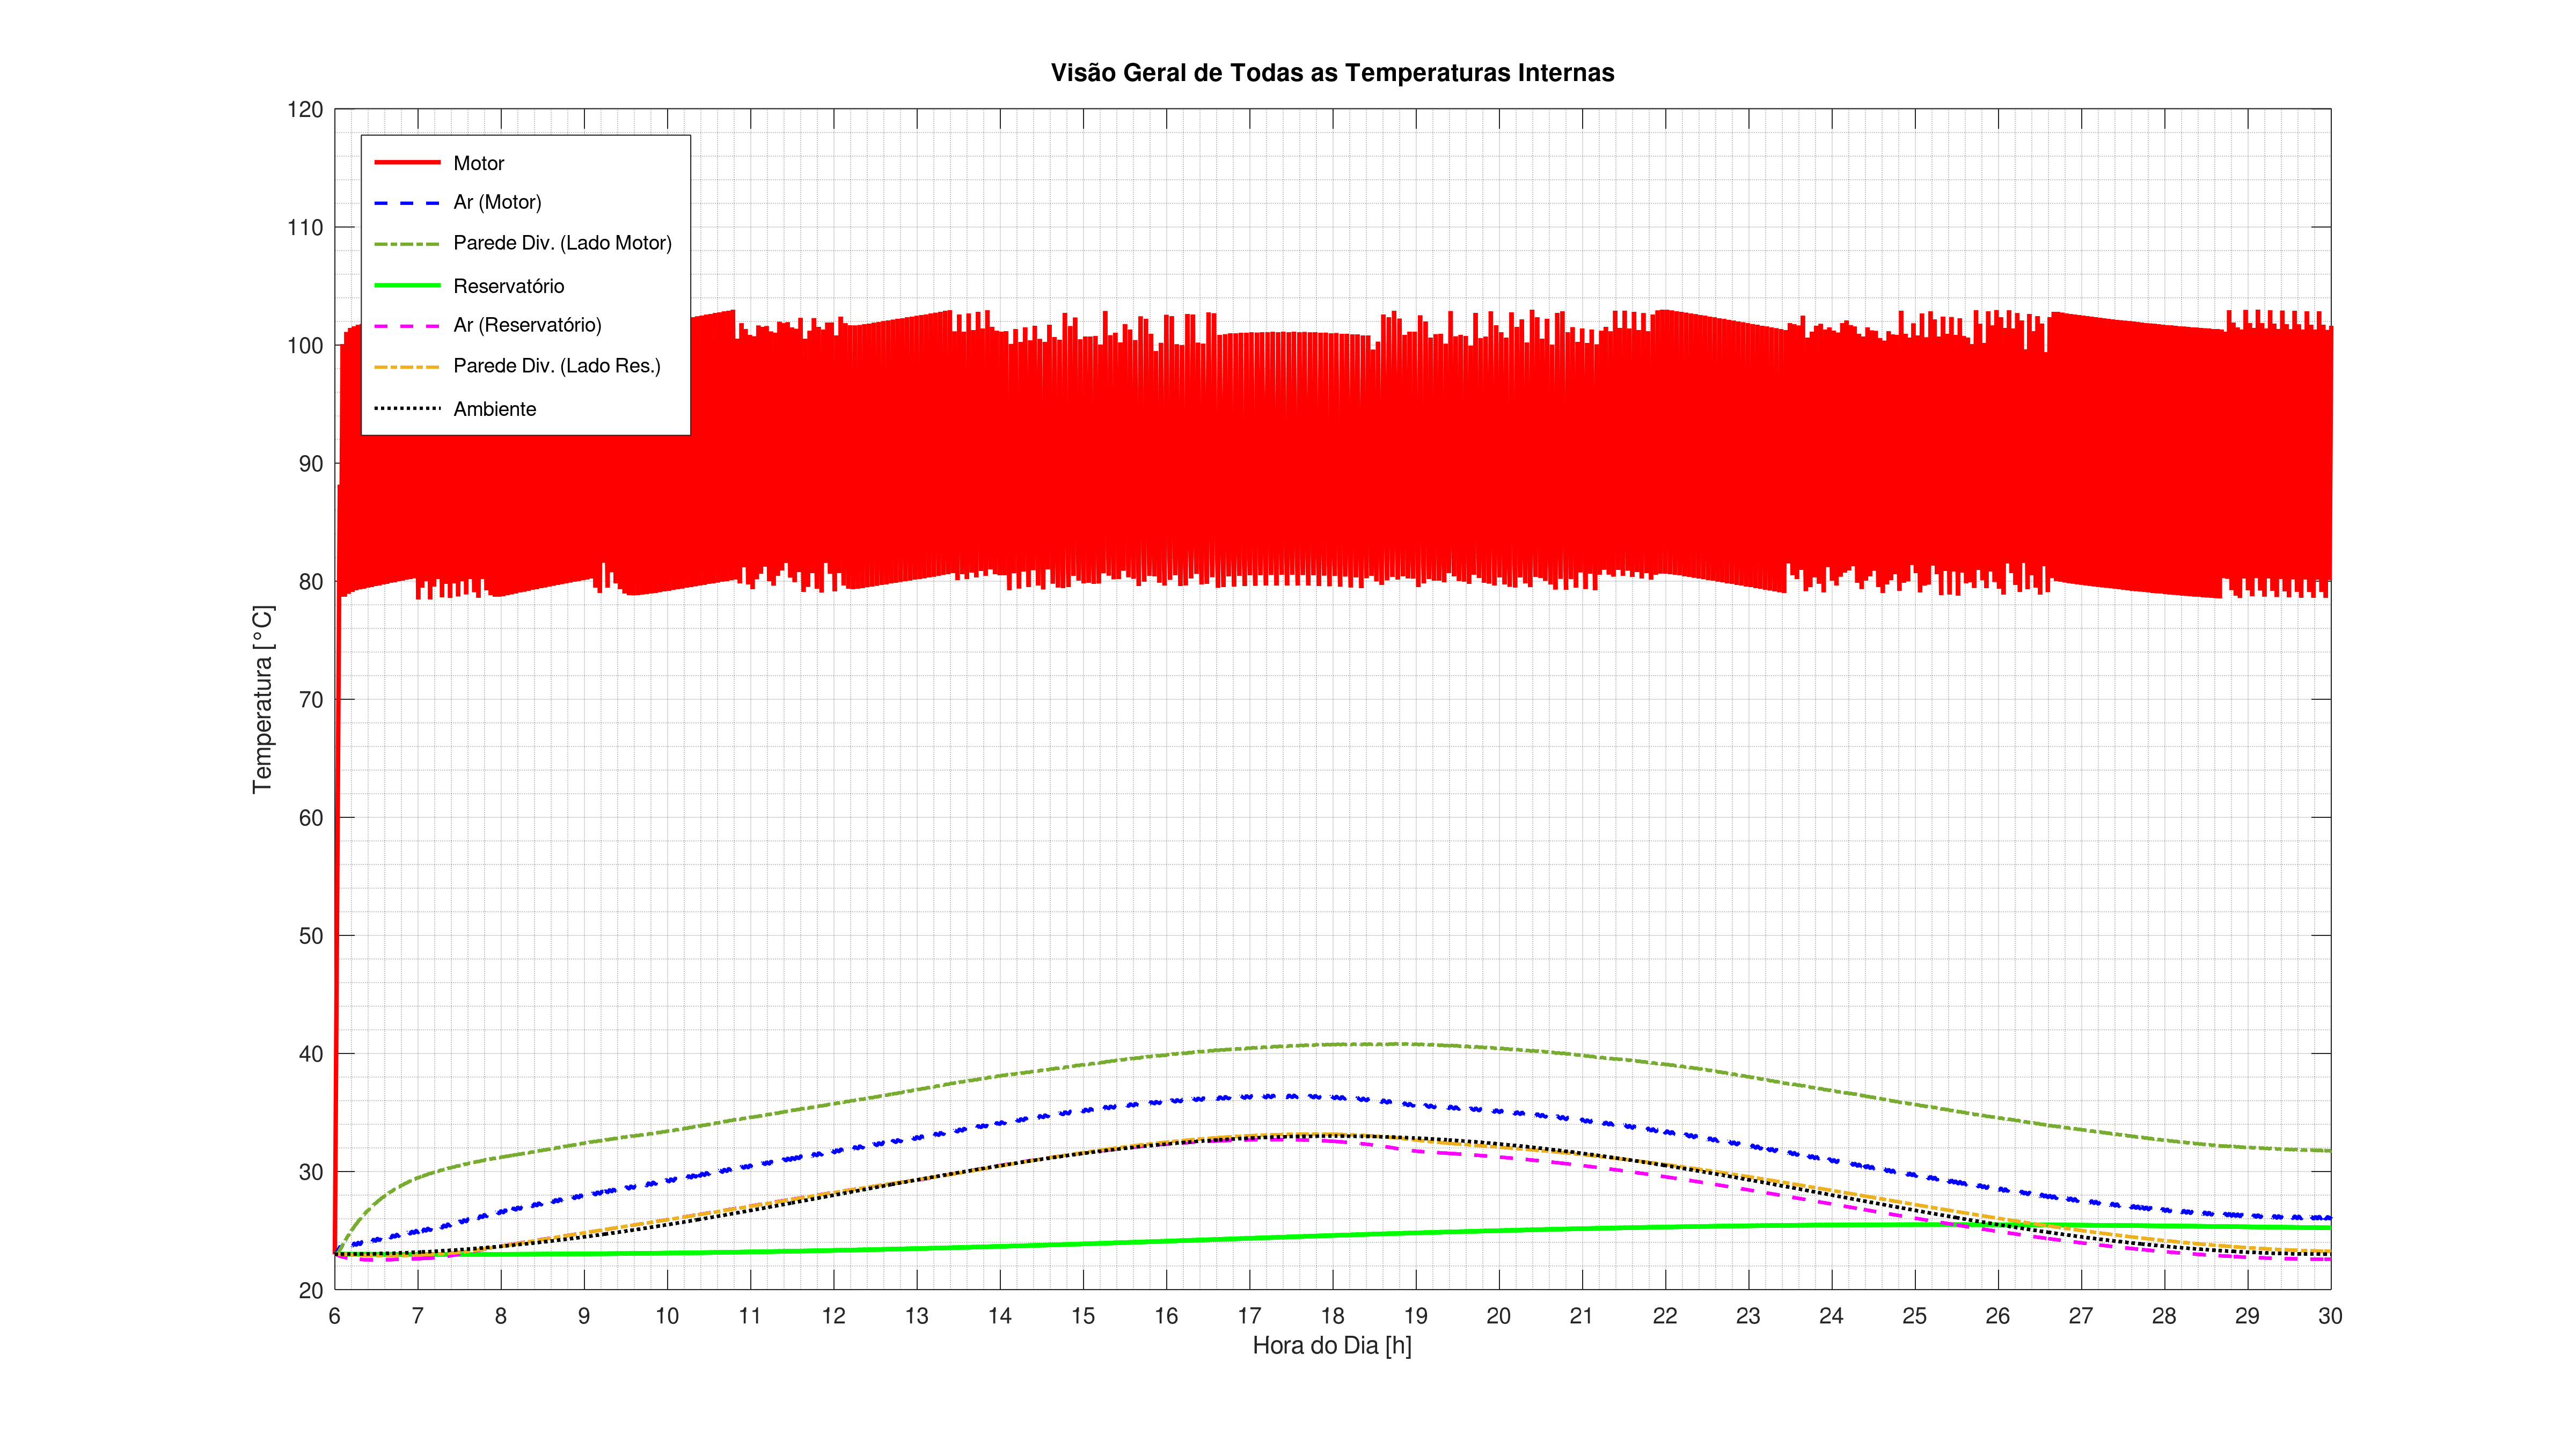 Visão Geral de Todas as Temperaturas Internas
120
110
100
90
80
70
60
50
40
30
20
Temperatura [°C]
Motor
Ar (Motor)
Parede Div. (Lado Motor)
Reservatório
Ar (Reservatório)
Parede Div. (Lado Res.)
Ambiente
6 7 8 9 10 11 12 13 14 15 16 17 18 19 20 21 22 23 24 25 26 27 28 29 30
Hora do Dia [h]